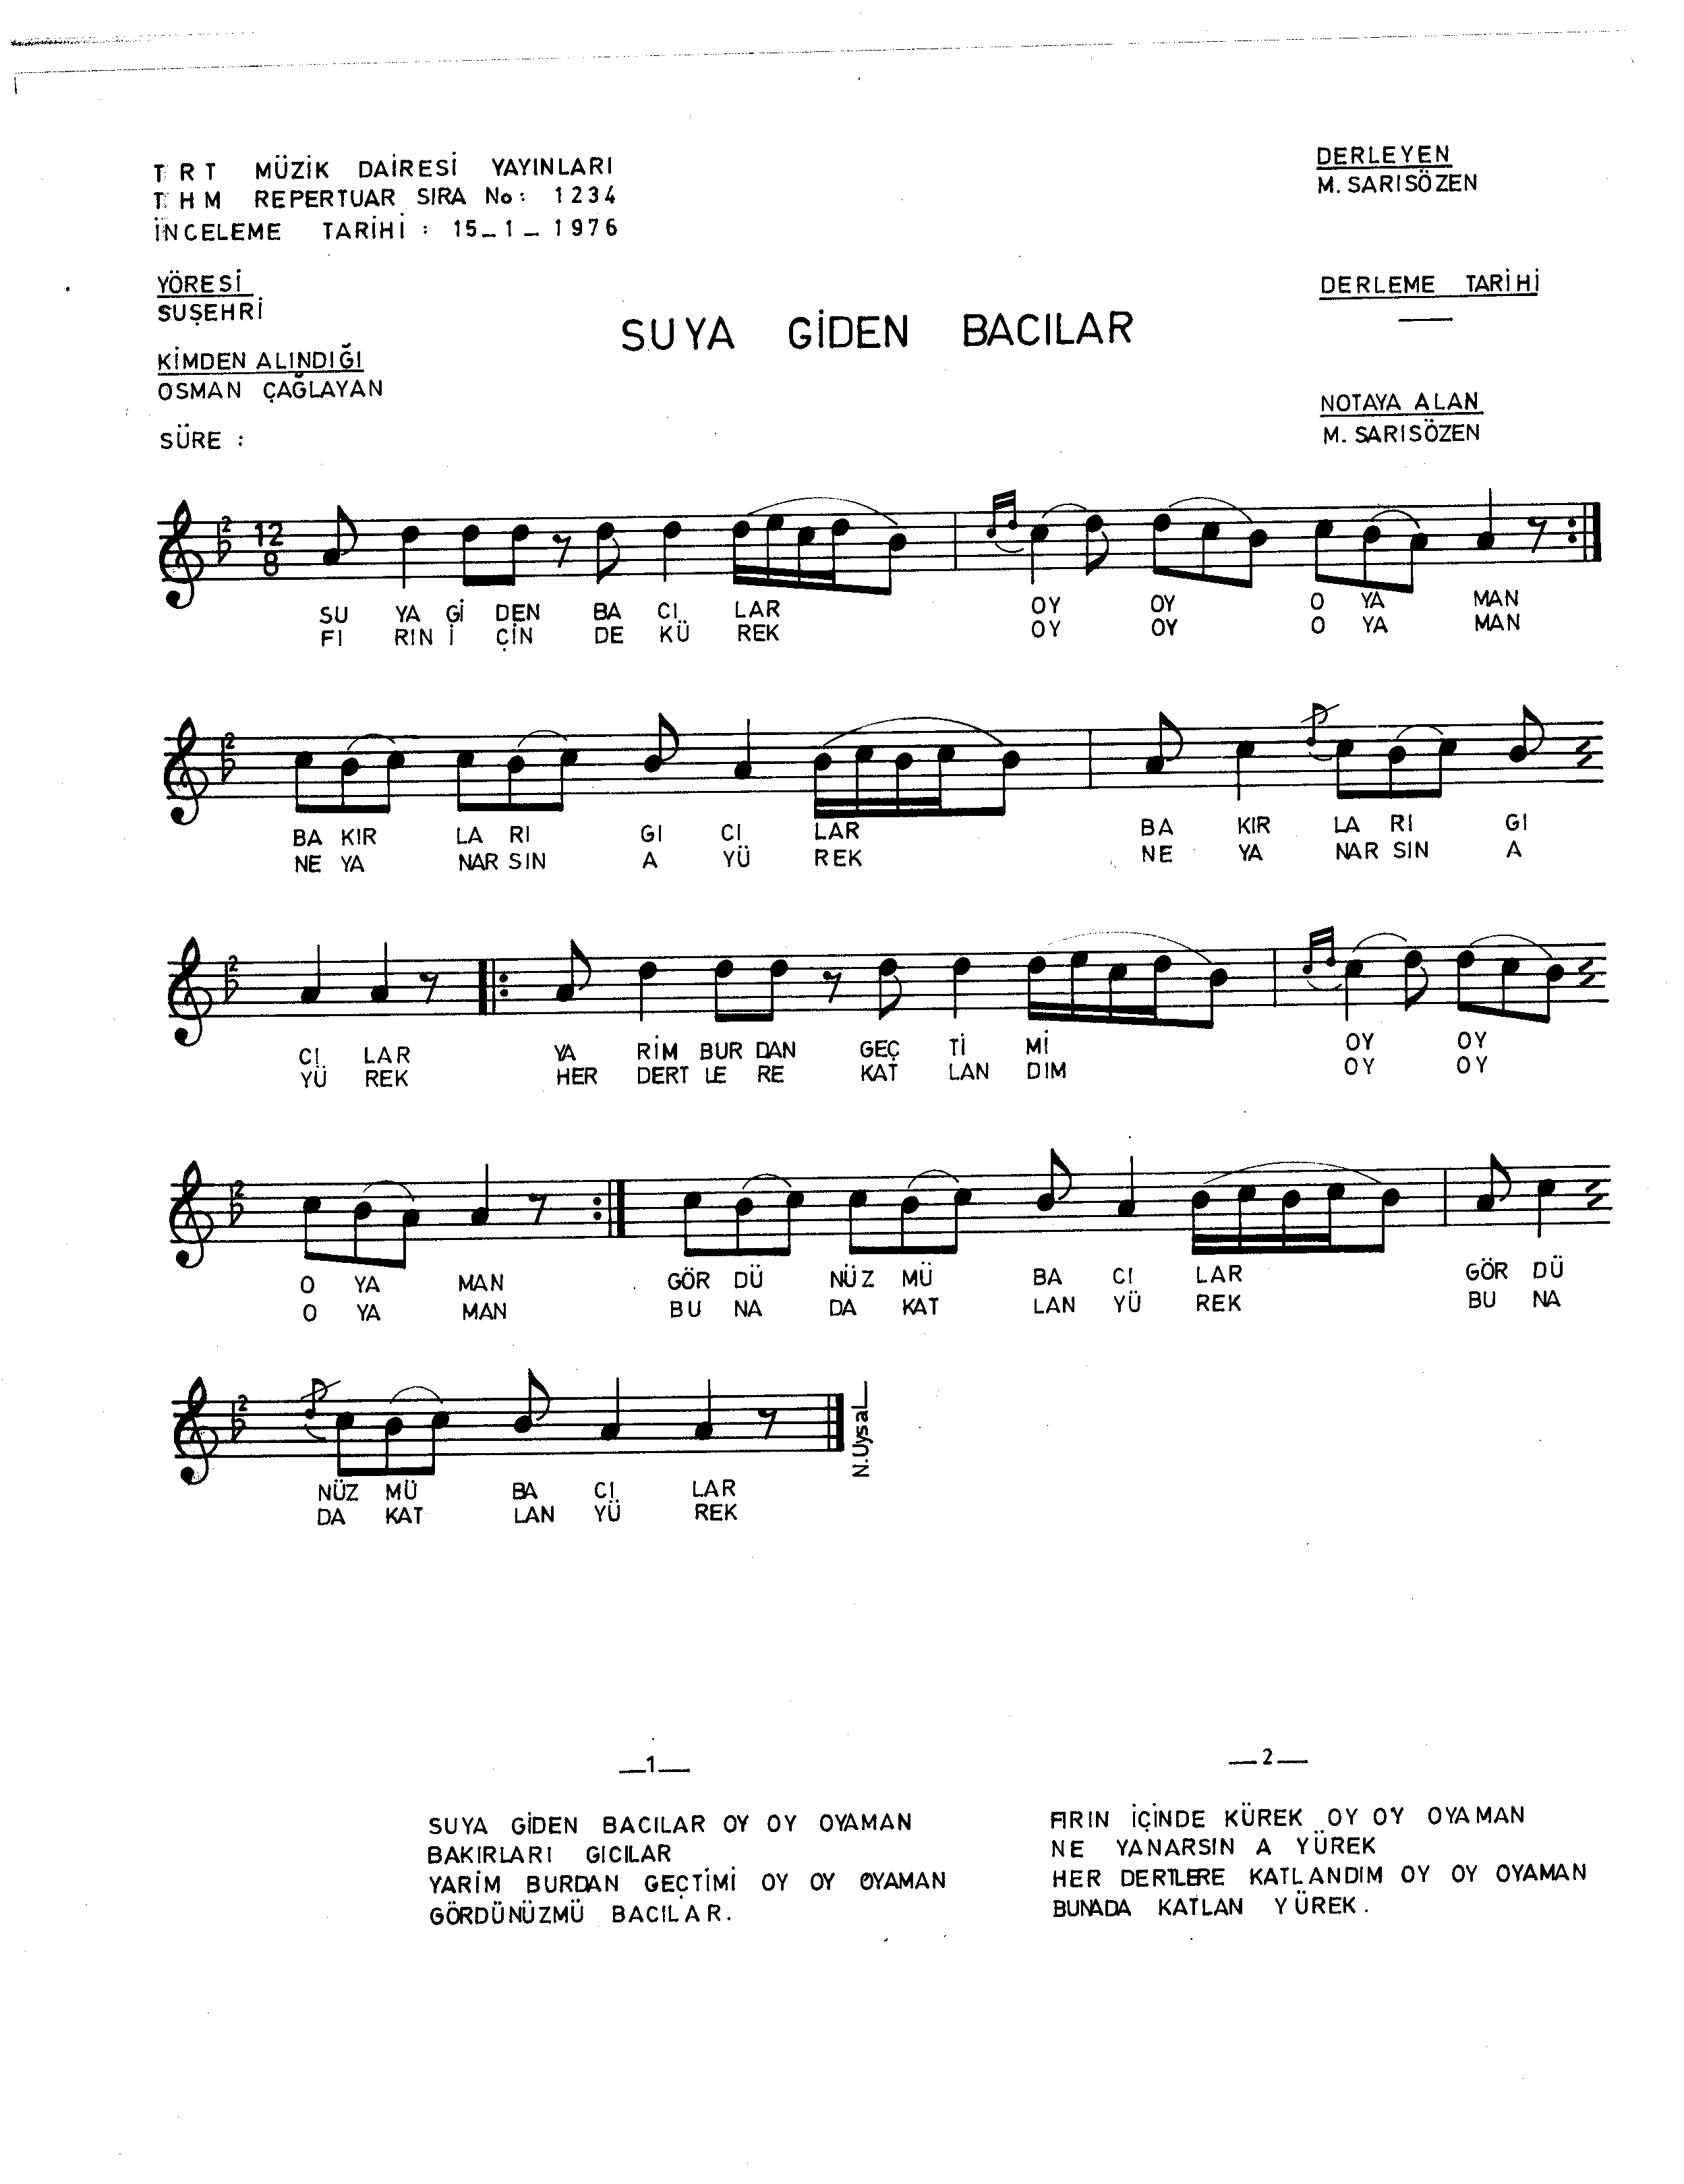 TRT MÜZİK DAİRESİ YAYINLARI
THM REPERTUAR SIRA No: 1234
İNCELEME TARİHİ : 15_1_1976
DERLEYEN
M. SARISÖZEN
YÖRESİ
SUŞEHRİ
DERLEME TARİHİ
SUYA GİDEN BACILAR
KİMDEN ALINDIĞI
OSMAN ÇAĞLAYAN
NOTAYA ALAN
M. SARISÖZEN
SÜRE :
2
12
8
SU YA Gİ DEN BA CI LAR OY OY O YA MAN
FI RIN İ ÇİN DE KÜ REK OY OY O YA MAN
2
BA KIR LA RI GI CI LAR BA KIR LA RI GI
NE YA NAR SIN A YÜ REK NE YA NAR SIN A
2
CI LAR YA RİM BUR DAN GEÇ Tİ Mİ OY OY
YÜ REK HER DERT LE RE KAT LAN DIM OY OY
2
O YA MAN GÖR DÜ NÜZ MÜ BA CI LAR GÖR DÜ
O YA MAN BU NA DA KAT LAN YÜ REK BU NA
2
N.Uysal
NÜZ MÜ BA CI LAR
DA KAT LAN YÜ REK
_1_
SUYA GİDEN BACILAR OY OY OYAMAN
BAKIRLARI GICILAR
YARİM BURDAN GEÇTİMİ OY OY OYAMAN
GÖRDÜNÜZMÜ BACILAR.
_2_
FIRIN İÇİNDE KÜREK OY OY OYAMAN
NE YANARSIN A YÜREK
HER DERTLERE KATLANDIM OY OY OYAMAN
BUNADA KATLAN YÜREK.